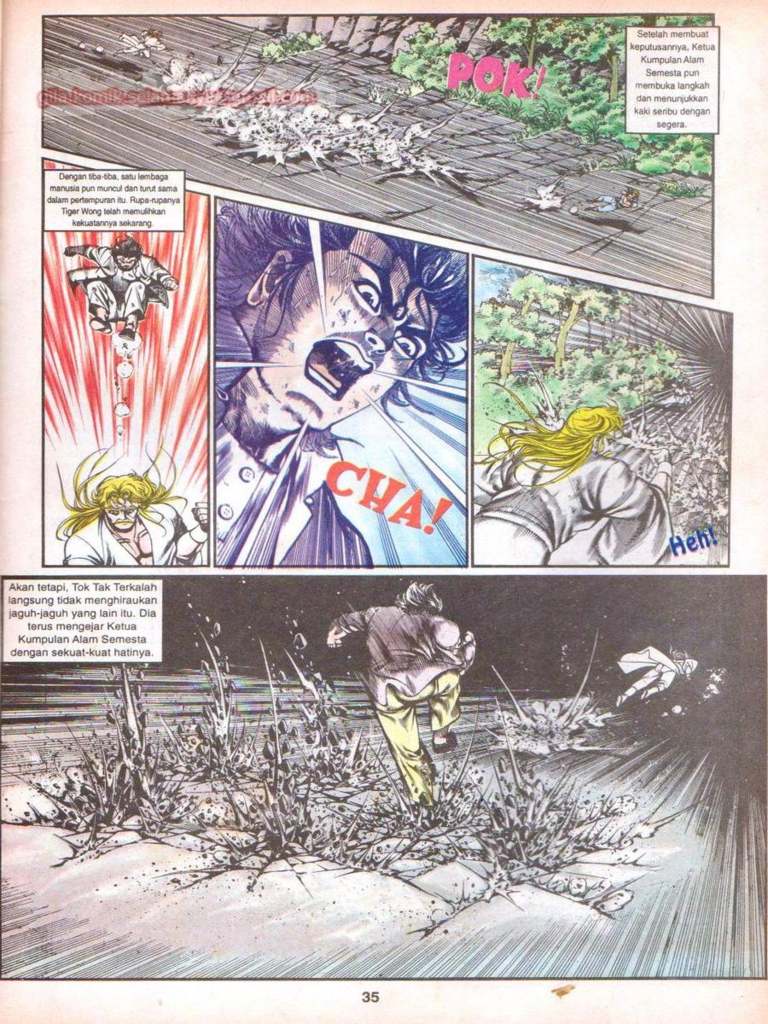 Setelah membuat
keputusannya, Ketua
Kumpulan Alam
Semesta pun
membuka langkah
dan menunjukkan
kaki seribu dengan
segera.
POK!
Dengan tiba-tiba, satu lembaga
manusia pun muncul dan turut sama
dalam pertempuran itu. Rupa-rupanya
Tiger Wong telah memulihkan
kekuatannya sekarang.
CHA!
Heh!
Akan tetapi, Tok Tak Terkalah
langsung tidak menghiraukan
jaguh-jaguh yang lain itu. Dia
terus mengejar Ketua
Kumpulan Alam Semesta
dengan sekuat-kuat hatinya.
35